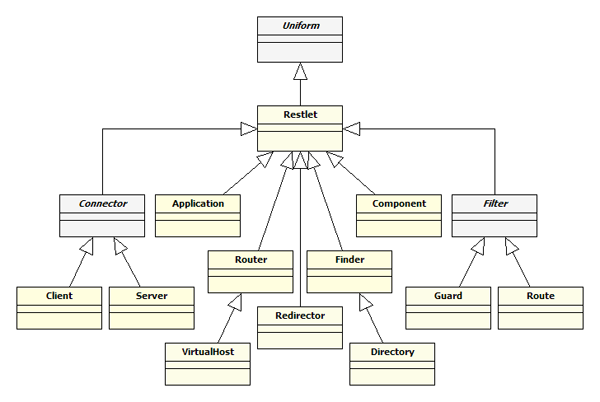 Uniform
Restlet
Connector
Application
Component
Filter
Router
Finder
Client
Server
Guard
Route
Redirector
VirtualHost
Directory